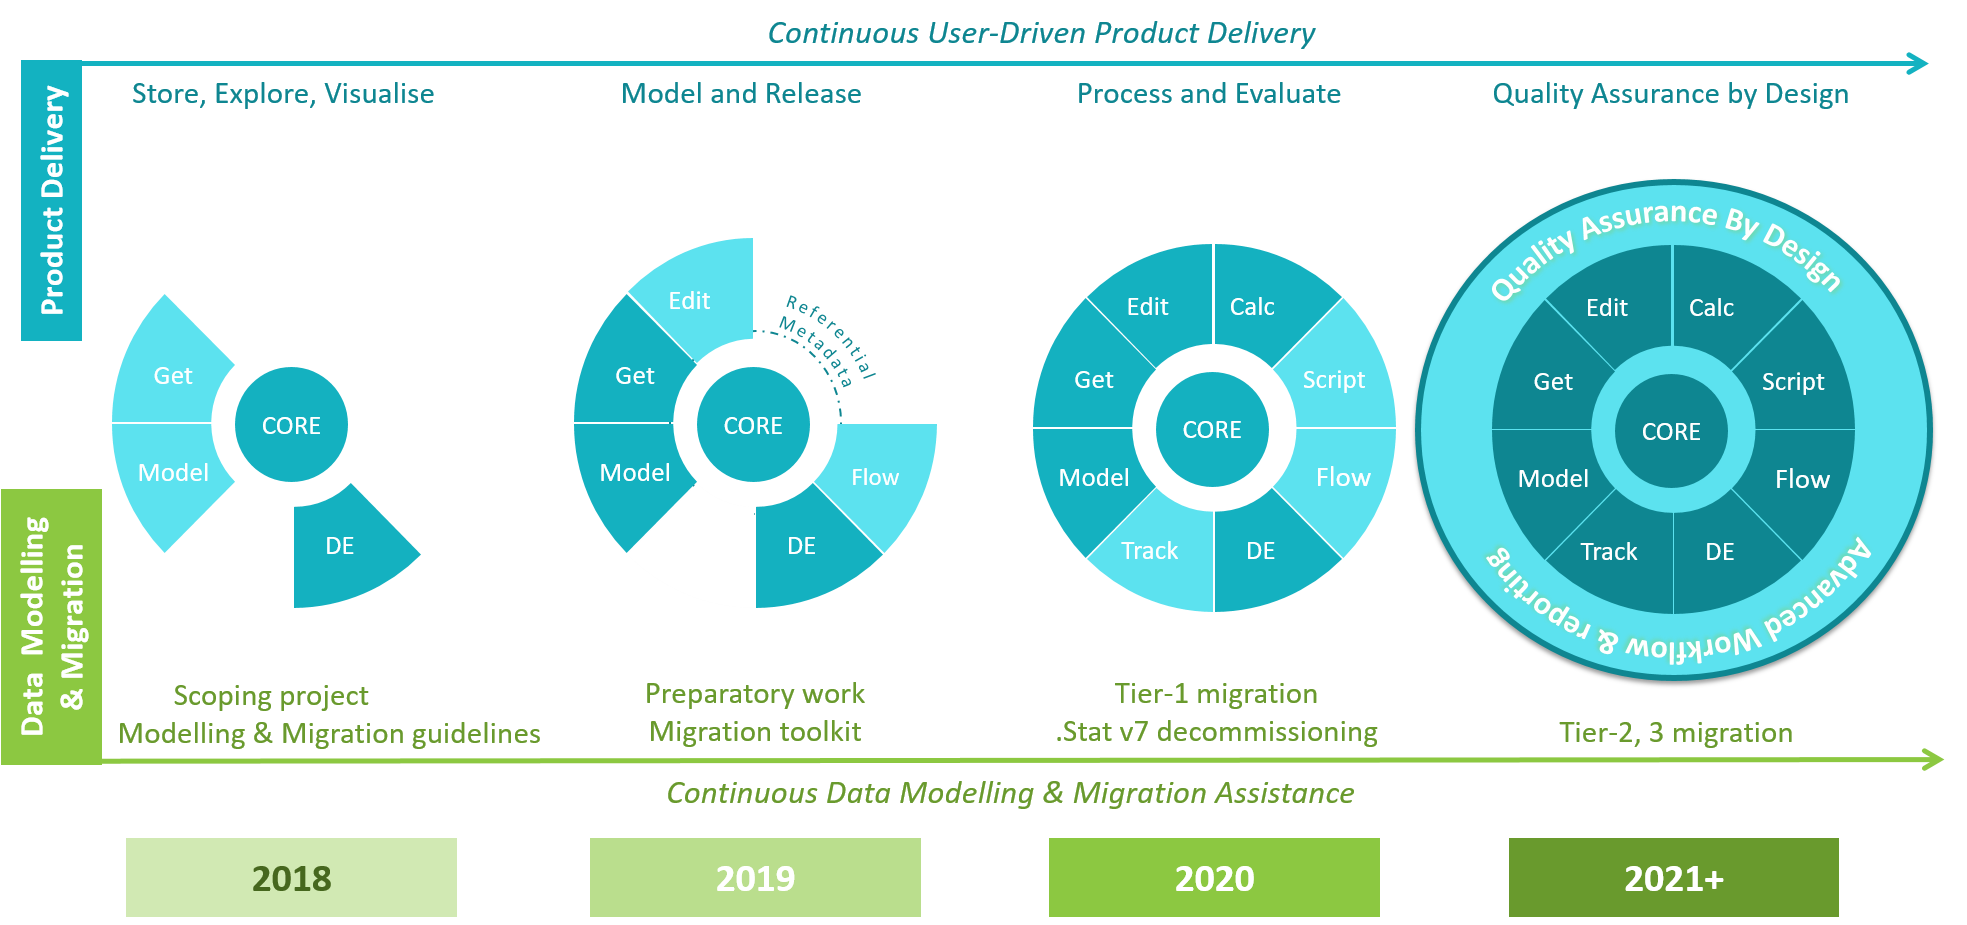 Continuous User-Driven Product Delivery
Product Delivery
Store, Explore, Visualise
Model and Release
Process and Evaluate
Quality Assurance by Design
Get
Model
CORE
DE
Edit
Get
Model
CORE
Referential
Metadata
Flow
DE
Edit
Calc
Get
Script
CORE
Model
Flow
Track
DE
Quality Assurance By Design
Edit
Calc
Get
Script
CORE
Model
Flow
Track
DE
Advanced Workflow & reporting
Data Modelling
& Migration
Scoping project
Modelling & Migration guidelines
Preparatory work
Migration toolkit
Tier-1 migration
.Stat v7 decommissioning
Tier-2, 3 migration
Continuous Data Modelling & Migration Assistance
2018
2019
2020
2021+